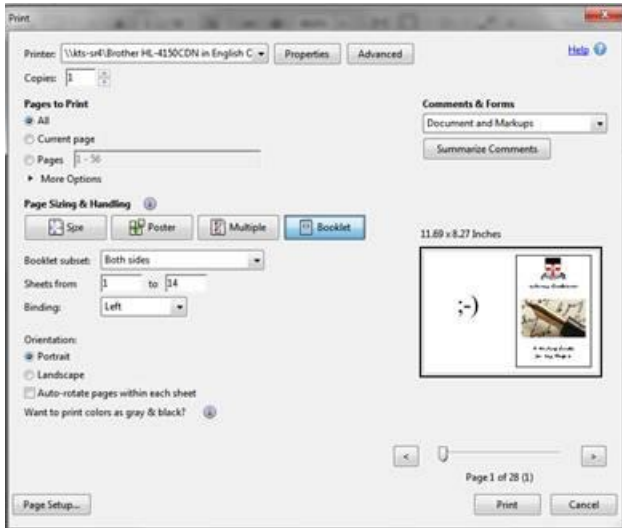 Print
Printer: \\kts-sr4\Brother HL-4150CDN in English C Properties Advanced Help
Copies: 1
Pages to Print
All
Current page
Pages 1 - 56
More Options
Comments & Forms
Document and Markups
Summarize Comments
Page Sizing & Handling
Size Poster Multiple Booklet
Booklet subset: Both sides
Sheets from 1 to 14
Binding: Left
11.69 x 8.27 Inches
;-)
Orientation:
Portrait
Landscape
Auto-rotate pages within each sheet
Want to print colors as gray & black?
< >
Page 1 of 28 (1)
Page Setup... Print Cancel